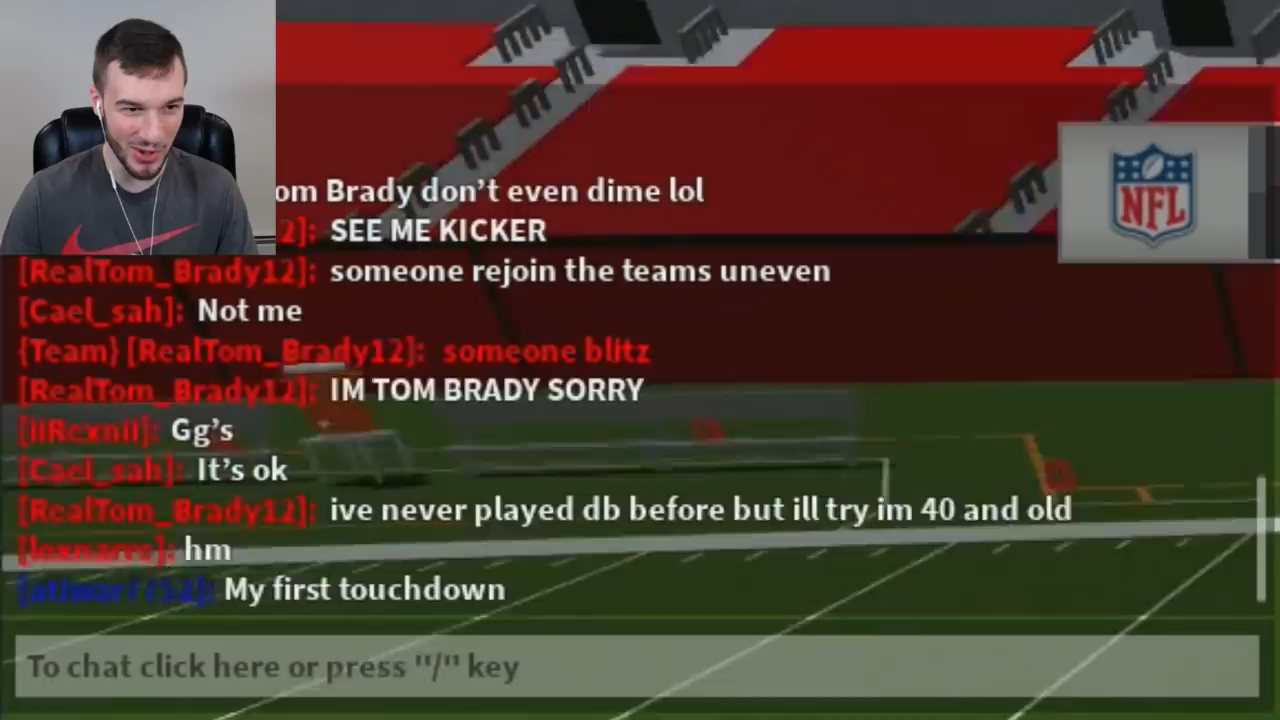 om Brady don't even dime lol
2]: SEE ME KICKER
NFL
[RealTom_Brady12]: someone rejoin the teams uneven
[Cael_sah]: Not me
{Team} [RealTom_Brady12]: someone blitz
[RealTom_Brady12]: IM TOM BRADY SORRY
[IIRexnII]: Gg's
[Cael_sah]: It's ok
[RealTom_Brady12]: ive never played db before but ill try im 40 and old
hm
My first touchdown
To chat click here or press "/" key